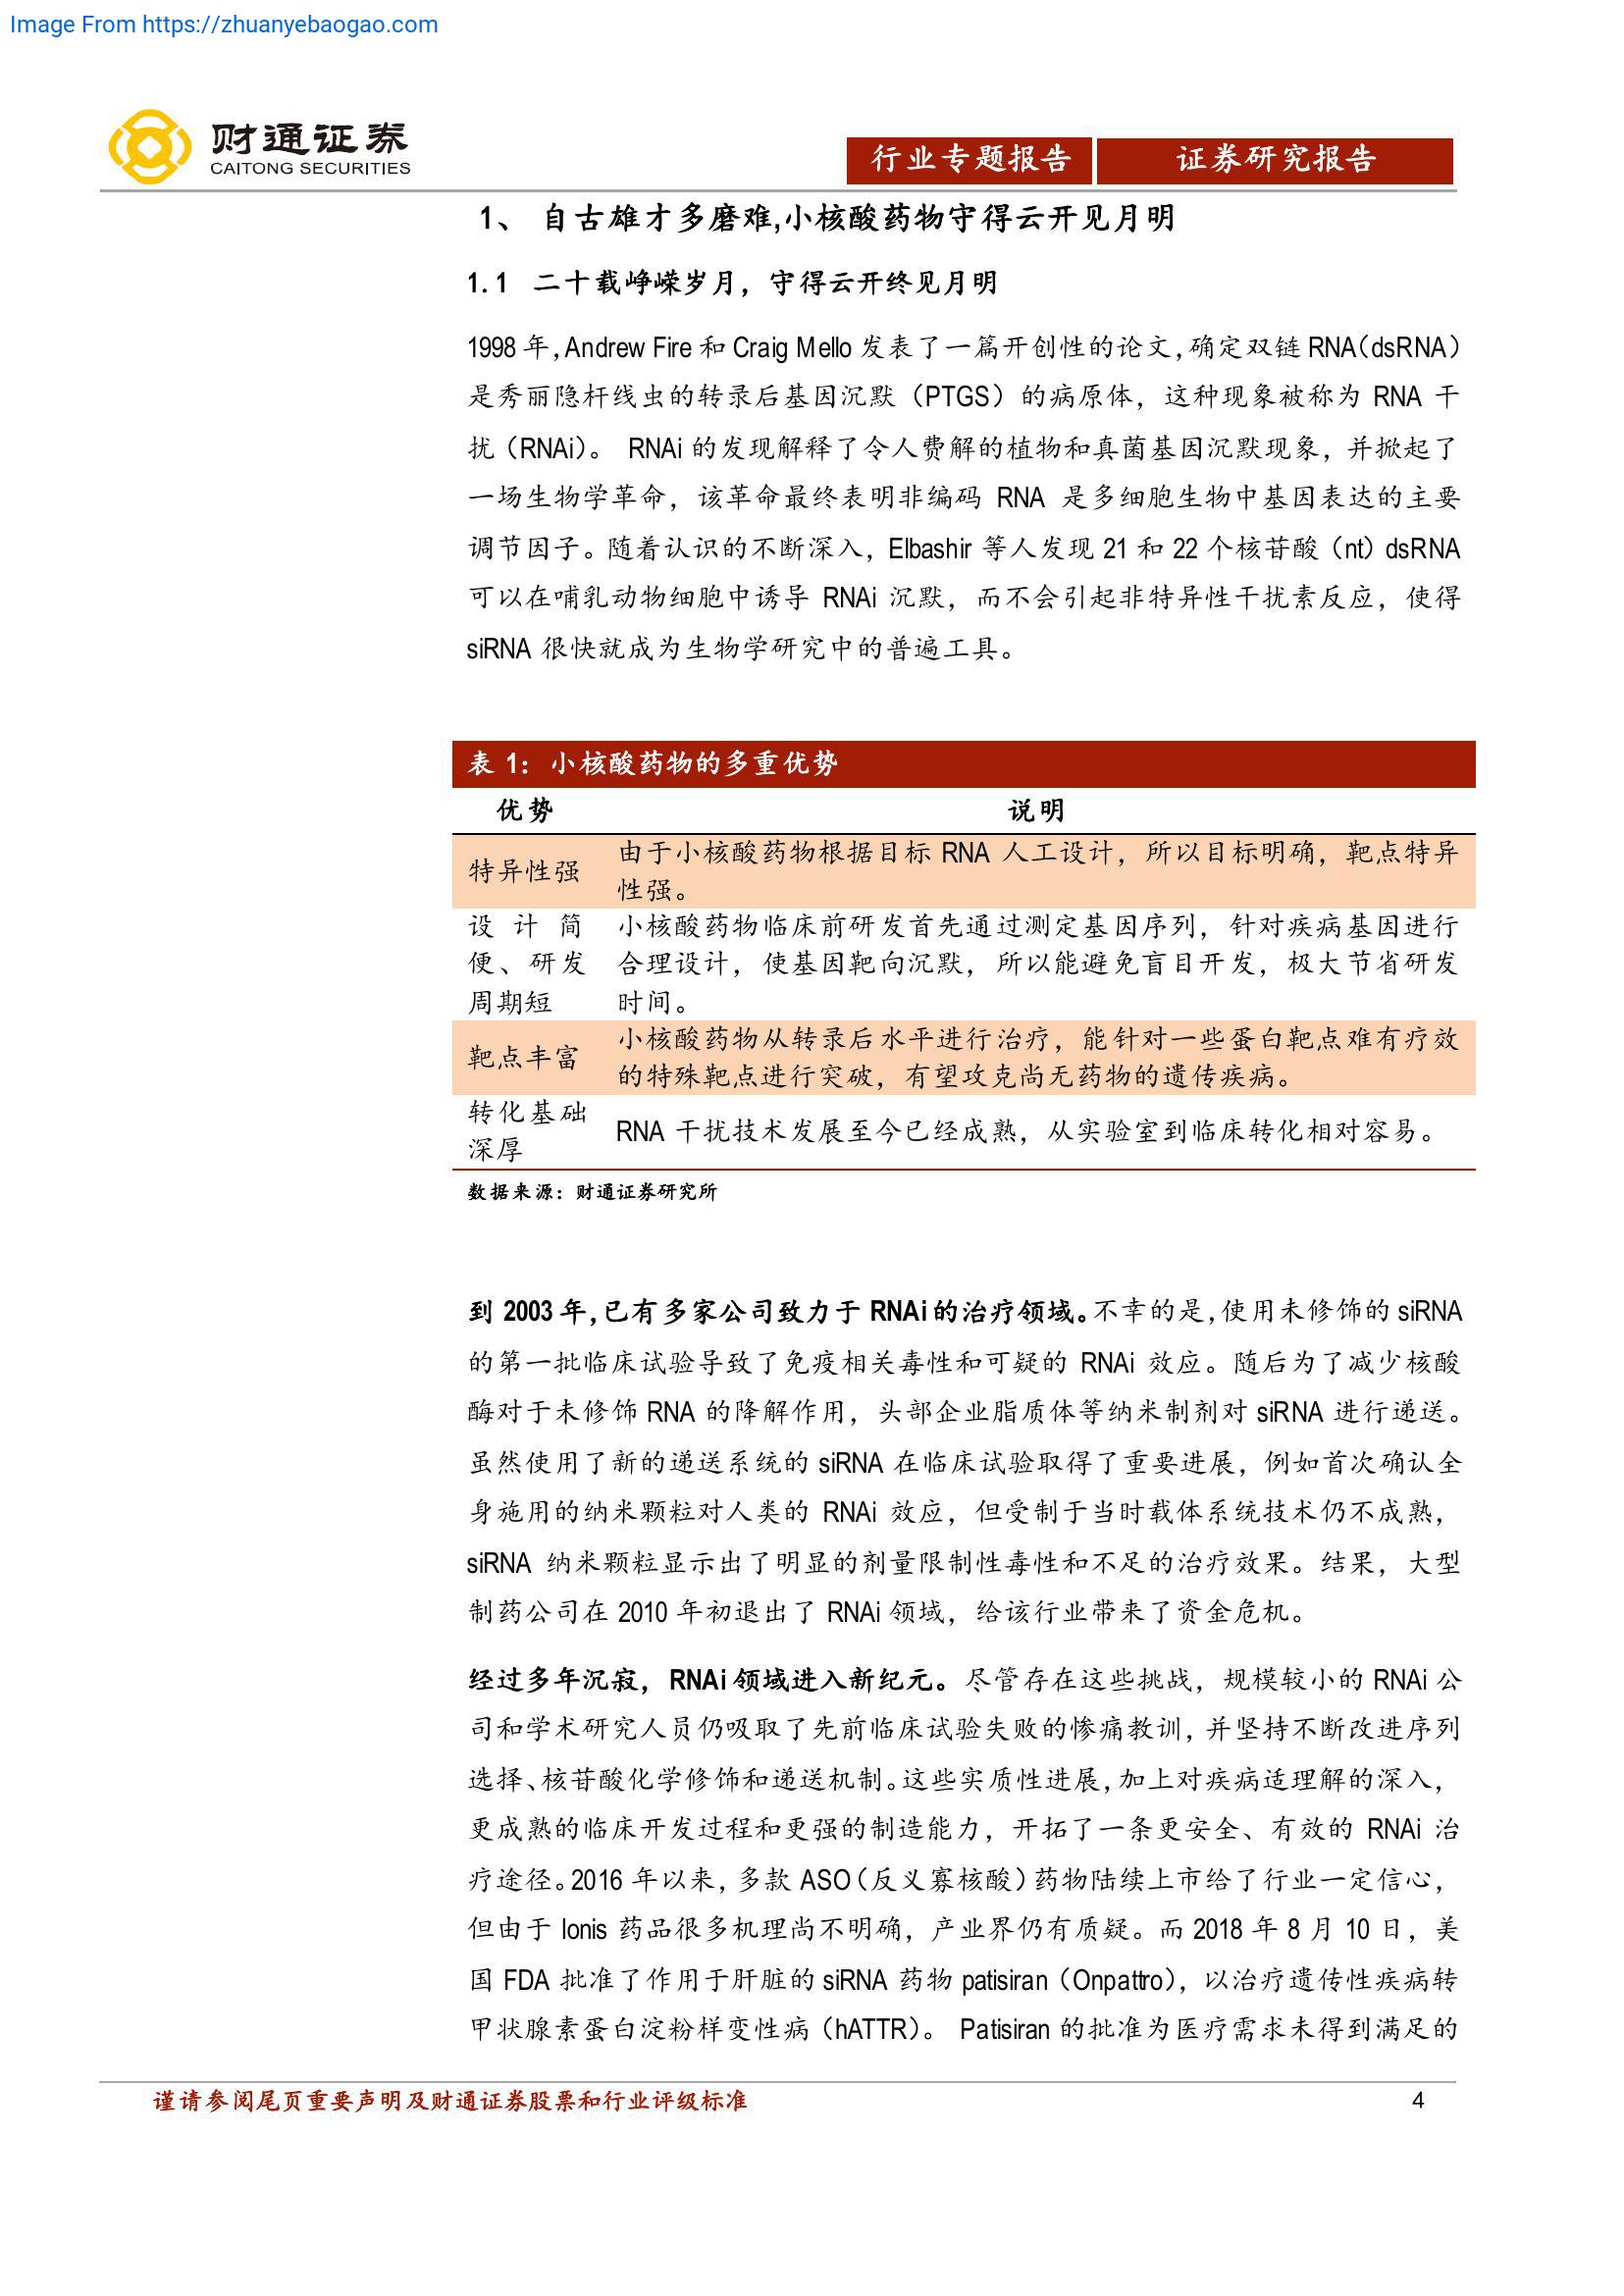 Image From https://zhuanyebaogao.com
财通证券
CAITONG SECURITIES
行业专题报告
证券研究报告
1、 自古雄才多磨难,小核酸药物守得云开见月明
1.1 二十载峥嵘岁月，守得云开终见月明
1998 年,Andrew Fire 和 Craig Mello 发表了一篇开创性的论文,确定双链 RNA(dsRNA)
是秀丽隐杆线虫的转录后基因沉默（PTGS）的病原体，这种现象被称为 RNA 干
扰（RNAi）。 RNAi 的发现解释了令人费解的植物和真菌基因沉默现象，并掀起了
一场生物学革命，该革命最终表明非编码 RNA 是多细胞生物中基因表达的主要
调节因子。随着认识的不断深入，Elbashir 等人发现 21 和 22 个核苷酸（nt）dsRNA
可以在哺乳动物细胞中诱导 RNAi 沉默，而不会引起非特异性干扰素反应，使得
siRNA 很快就成为生物学研究中的普遍工具。
表 1：小核酸药物的多重优势
优势 说明
特异性强
由于小核酸药物根据目标 RNA 人工设计，所以目标明确，靶点特异
性强。
设计简
便、研发
周期短
小核酸药物临床前研发首先通过测定基因序列，针对疾病基因进行
合理设计，使基因靶向沉默，所以能避免盲目开发，极大节省研发
时间。
靶点丰富
小核酸药物从转录后水平进行治疗，能针对一些蛋白靶点难有疗效
的特殊靶点进行突破，有望攻克尚无药物的遗传疾病。
转化基础
深厚
RNA 干扰技术发展至今已经成熟，从实验室到临床转化相对容易。
数据来源：财通证券研究所
到 2003 年,已有多家公司致力于 RNAi 的治疗领域。不幸的是,使用未修饰的 siRNA
的第一批临床试验导致了免疫相关毒性和可疑的 RNAi 效应。随后为了减少核酸
酶对于未修饰 RNA 的降解作用，头部企业脂质体等纳米制剂对 siRNA 进行递送。
虽然使用了新的递送系统的 siRNA 在临床试验取得了重要进展，例如首次确认全
身施用的纳米颗粒对人类的 RNAi 效应，但受制于当时载体系统技术仍不成熟，
siRNA 纳米颗粒显示出了明显的剂量限制性毒性和不足的治疗效果。结果，大型
制药公司在 2010 年初退出了 RNAi 领域，给该行业带来了资金危机。
经过多年沉寂，RNAi 领域进入新纪元。尽管存在这些挑战，规模较小的 RNAi 公
司和学术研究人员仍吸取了先前临床试验失败的惨痛教训，并坚持不断改进序列
选择、核苷酸化学修饰和递送机制。这些实质性进展，加上对疾病适理解的深入，
更成熟的临床开发过程和更强的制造能力，开拓了一条更安全、有效的 RNAi 治
疗途径。2016 年以来，多款 ASO（反义寡核酸）药物陆续上市给了行业一定信心，
但由于 Ionis 药品很多机理尚不明确，产业界仍有质疑。而 2018 年 8 月 10 日，美
国 FDA 批准了作用于肝脏的 siRNA 药物 patisiran（Onpattro），以治疗遗传性疾病转
甲状腺素蛋白淀粉样变性病（hATTR）。 Patisiran 的批准为医疗需求未得到满足的
谨请参阅尾页重要声明及财通证券股票和行业评级标准 4